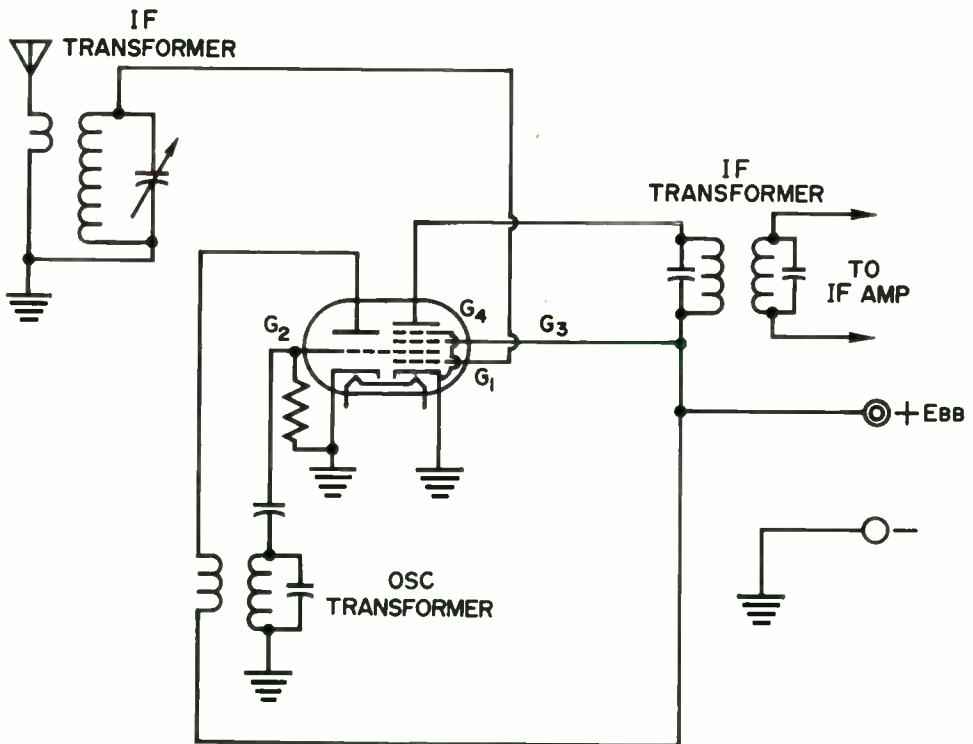 IF
TRANSFORMER
IF
TRANSFORMER
TO
IF AMP
G2
G4
G3
G1
+ EBB
−
OSC
TRANSFORMER